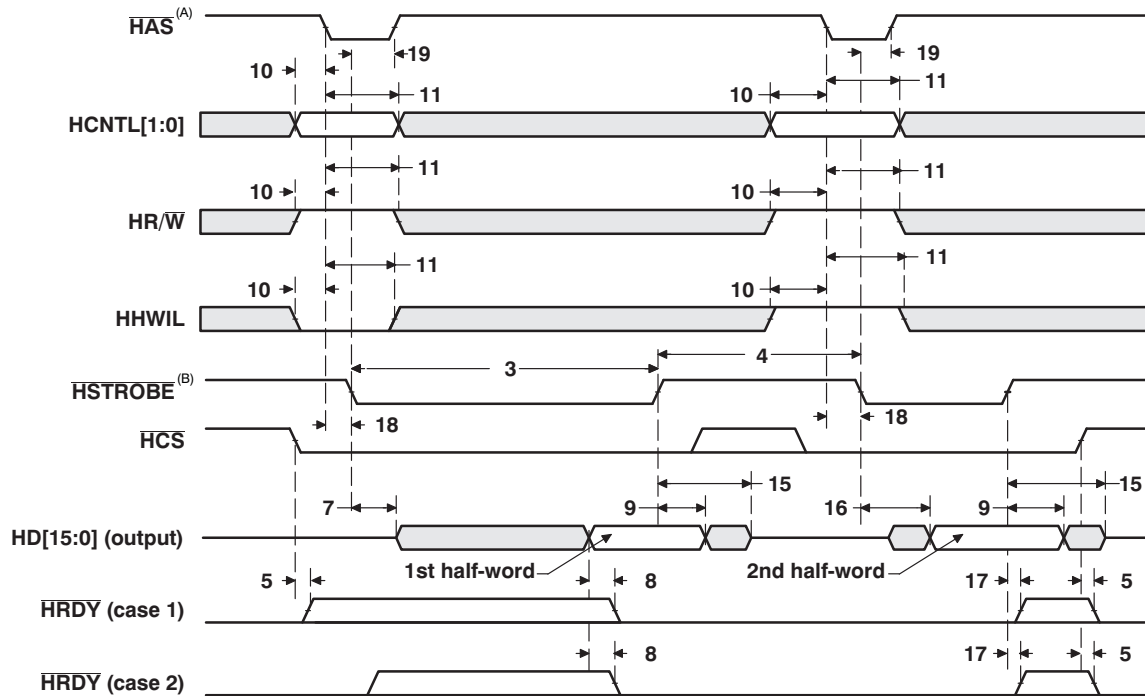 HAS (A)
19 19
10 11
11 10
HCNTL[1:0]
11 11
10 10
HR/W
11 11
10 10
HHWIL
3 4
HSTROBE (B)
18 18
HCS
15 15
7 9 16 9
HD[15:0] (output)
1st half-word 2nd half-word
5 8 17 5
HRDY (case 1)
8 17 5
HRDY (case 2)